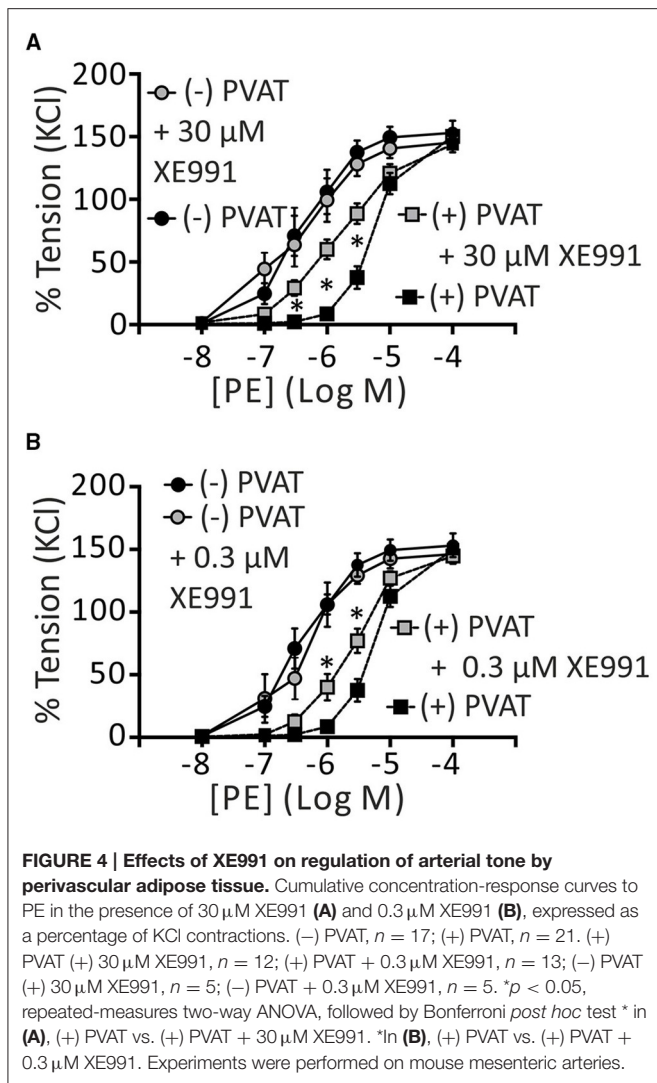 A
200
150
100
50
0
% Tension (KCl)
(-) PVAT
+ 30 µM
XE991
(-) PVAT
(+) PVAT
+ 30 µM XE991
(+) PVAT
*
*
*
-8 -7 -6 -5 -4
[PE] (Log M)
B
200
150
100
50
0
% Tension (KCl)
(-) PVAT
(-) PVAT
+ 0.3 µM
XE991
(+) PVAT
+ 0.3 µM XE991
(+) PVAT
*
*
-8 -7 -6 -5 -4
[PE] (Log M)
FIGURE 4 | Effects of XE991 on regulation of arterial tone by
perivascular adipose tissue. Cumulative concentration-response curves to
PE in the presence of 30 µM XE991 (A) and 0.3 µM XE991 (B), expressed as
a percentage of KCl contractions. (−) PVAT, n = 17; (+) PVAT, n = 21. (+)
PVAT (+) 30 µM XE991, n = 12; (+) PVAT + 0.3 µM XE991, n = 13; (−) PVAT
(+) 30 µM XE991, n = 5; (−) PVAT + 0.3 µM XE991, n = 5. *p < 0.05,
repeated-measures two-way ANOVA, followed by Bonferroni post hoc test * in
(A), (+) PVAT vs. (+) PVAT + 30 µM XE991. *In (B), (+) PVAT vs. (+) PVAT +
0.3 µM XE991. Experiments were performed on mouse mesenteric arteries.